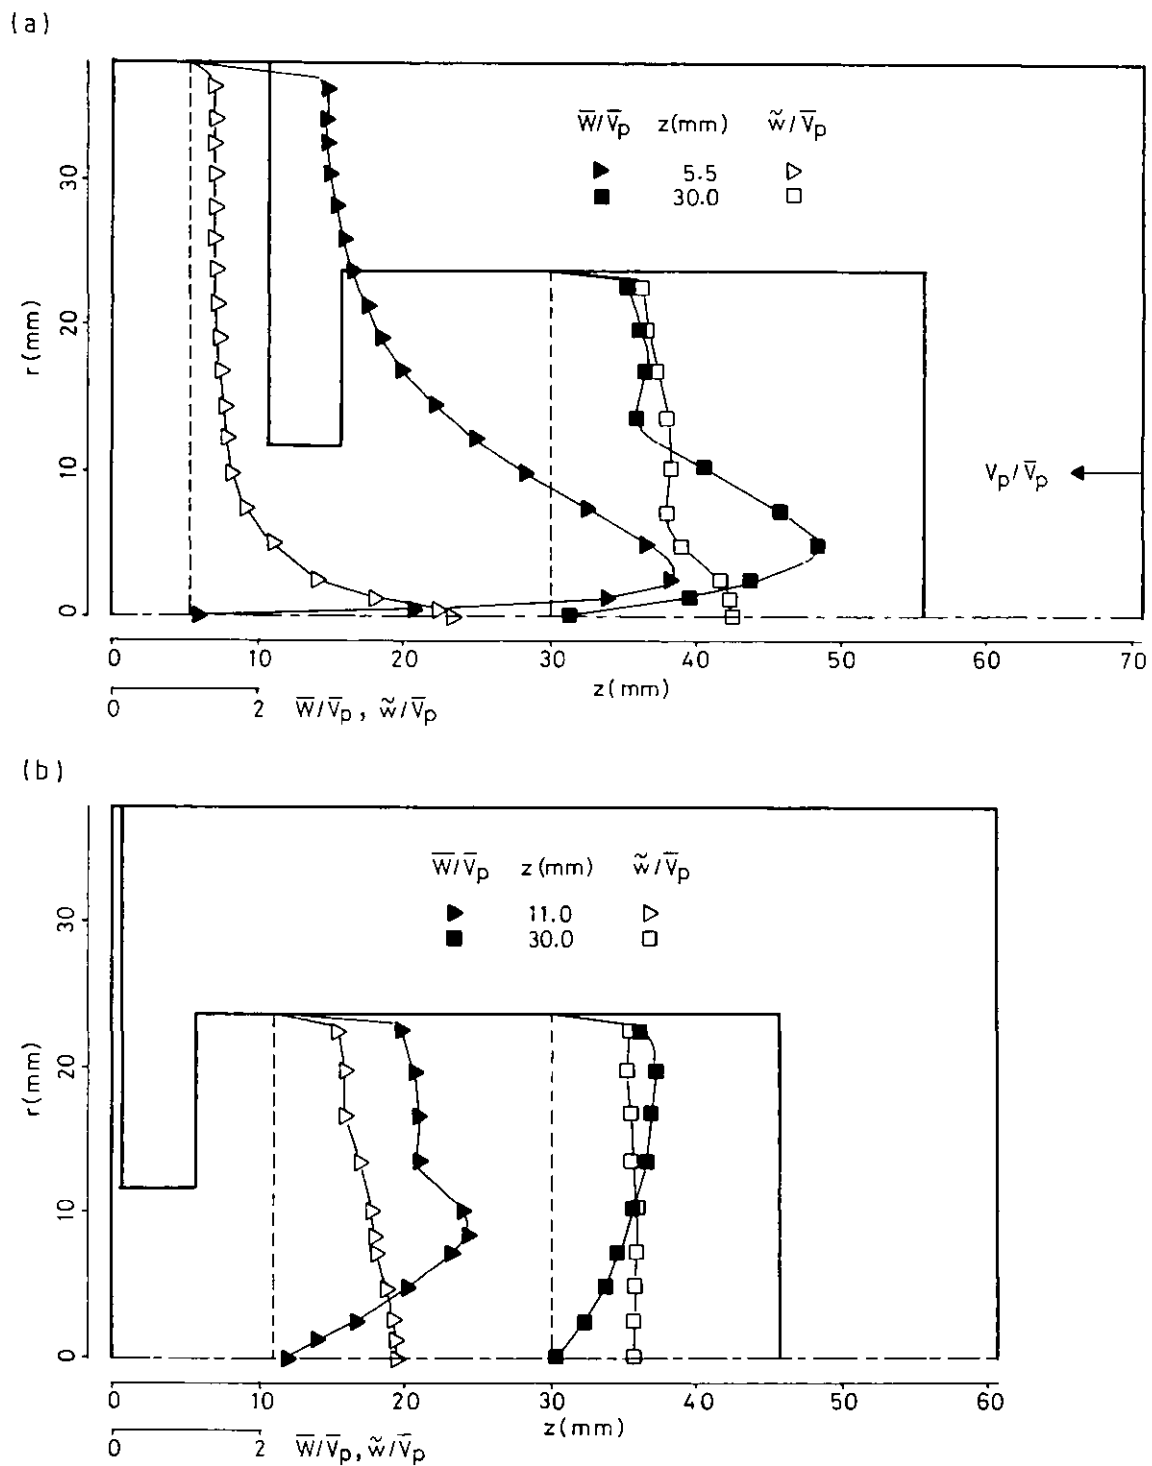 (a)
W̅/V̅p z(mm) w̃/V̅p
5.5
30.0
30
20
10
0
r(mm)
Vp/V̅p
0 10 20 30 40 50 60 70
z(mm)
0 2 W̅/V̅p, w̃/V̅p
(b)
W̅/V̅p z(mm) w̃/V̅p
11.0
30.0
30
20
10
0
r(mm)
0 10 20 30 40 50 60
z(mm)
0 2 W̅/V̅p, w̃/V̅p